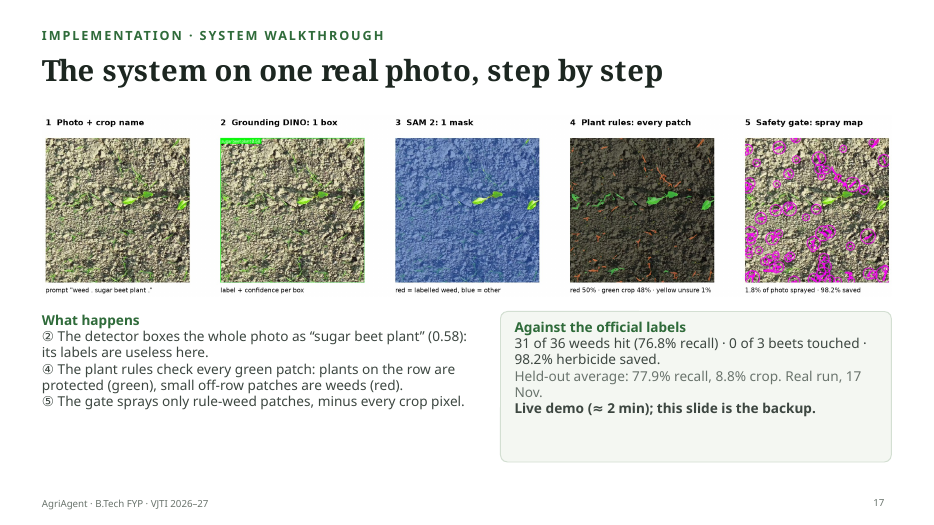 IMPLEMENTATION · SYSTEM WALKTHROUGH
The system on one real photo, step by step
1 Photo + crop name
2 Grounding DINO: 1 box
3 SAM 2: 1 mask
4 Plant rules: every patch
5 Safety gate: spray map
prompt "weed . sugar beet plant ."
label + confidence per box
red = labelled weed, blue = other
red 50% · green crop 48% · yellow unsure 1%
1.8% of photo sprayed · 98.2% saved
What happens
② The detector boxes the whole photo as “sugar beet plant” (0.58):
its labels are useless here.
④ The plant rules check every green patch: plants on the row are
protected (green), small off-row patches are weeds (red).
⑤ The gate sprays only rule-weed patches, minus every crop pixel.
Against the official labels
31 of 36 weeds hit (76.8% recall) · 0 of 3 beets touched ·
98.2% herbicide saved.
Held-out average: 77.9% recall, 8.8% crop. Real run, 17
Nov.
Live demo (≈ 2 min); this slide is the backup.
AgriAgent · B.Tech FYP · VJTI 2026–27
17